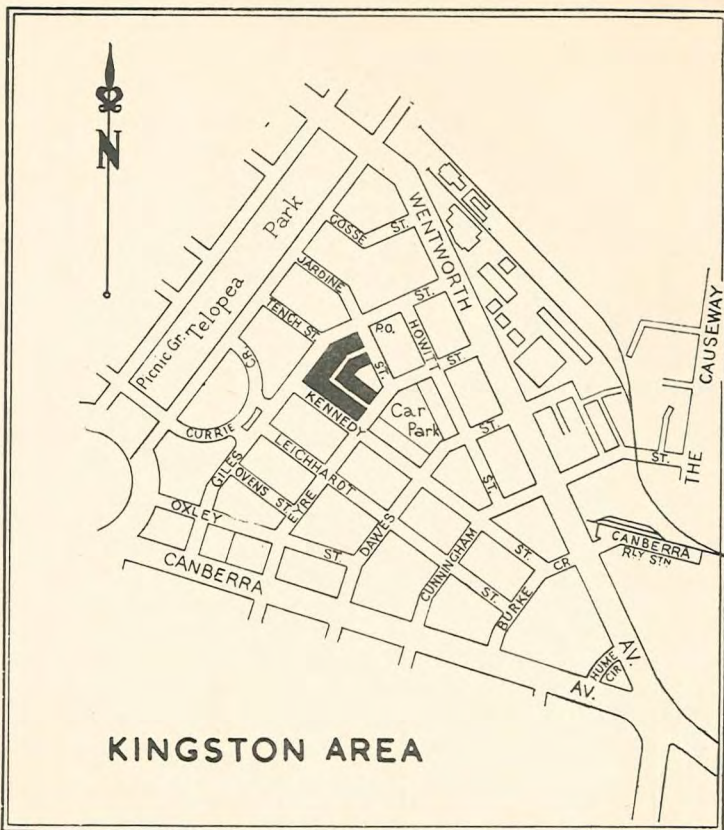 N
Picnic Gr.
Telopea Park
GOSSE ST.
JARDINE ST.
TENCH ST.
WENTWORTH AV.
P.O.
HOWITT ST.
ST.
CR.
CURRIE
KENNEDY ST.
Car
Park
LEICHHARDT ST.
GILES ST.
OVENS ST.
EYRE
OXLEY ST.
DAWES
CUNNINGHAM
ST.
BURKE CR
CANBERRA AV.
CANBERRA
RLY STN
THE CAUSEWAY
HUME
CIR
KINGSTON AREA